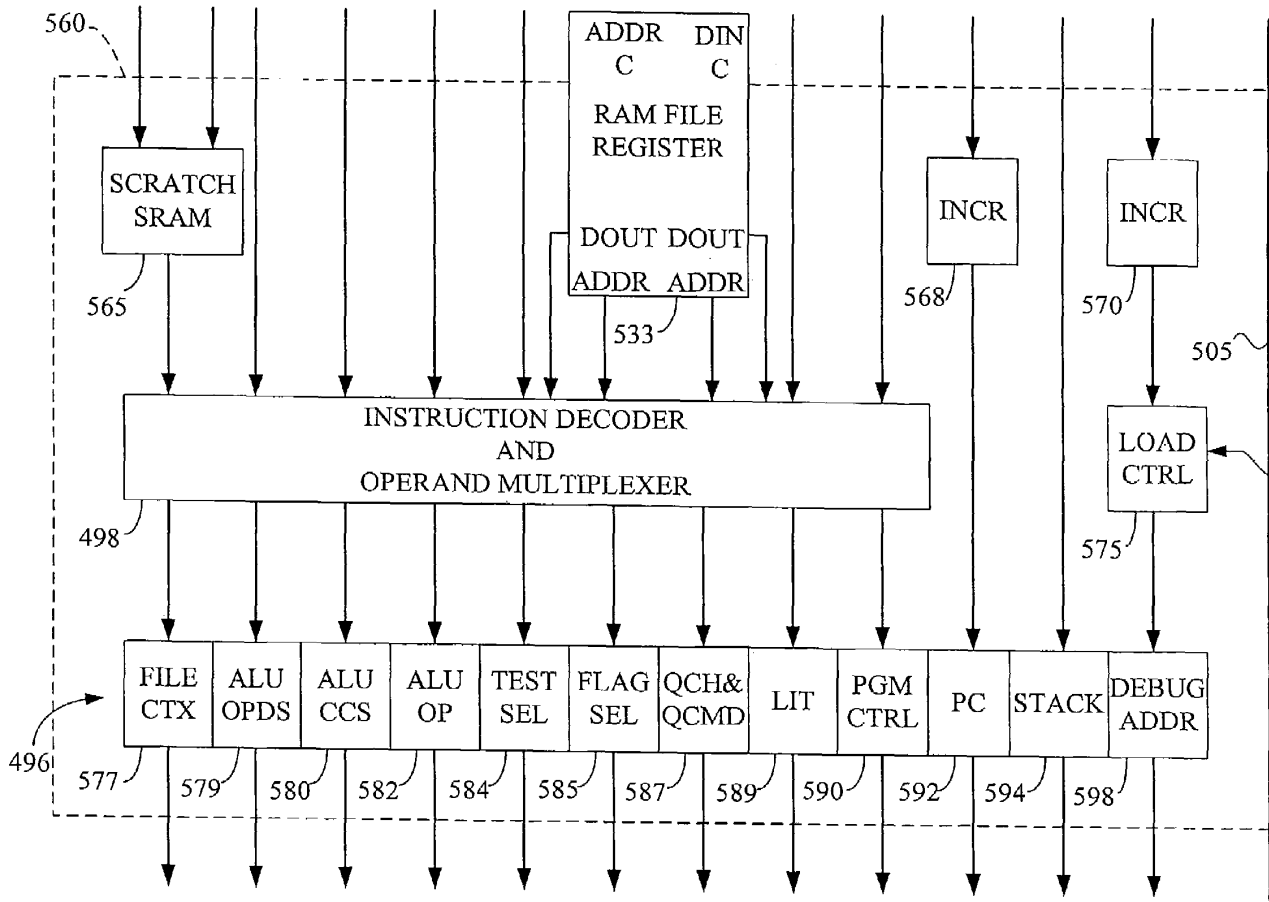 560
ADDR DIN
C C
RAM FILE
REGISTER
DOUT DOUT
ADDR ADDR
533
SCRATCH
SRAM
565
INCR
568
INCR
570
505
INSTRUCTION DECODER
AND
OPERAND MULTIPLEXER
498
LOAD
CTRL
575
496
FILE
CTX
577
ALU
OPDS
579
ALU
CCS
580
ALU
OP
582
TEST
SEL
584
FLAG
SEL
585
QCH&
QCMD
587
LIT
589
PGM
CTRL
590
PC
592
STACK
594
DEBUG
ADDR
598